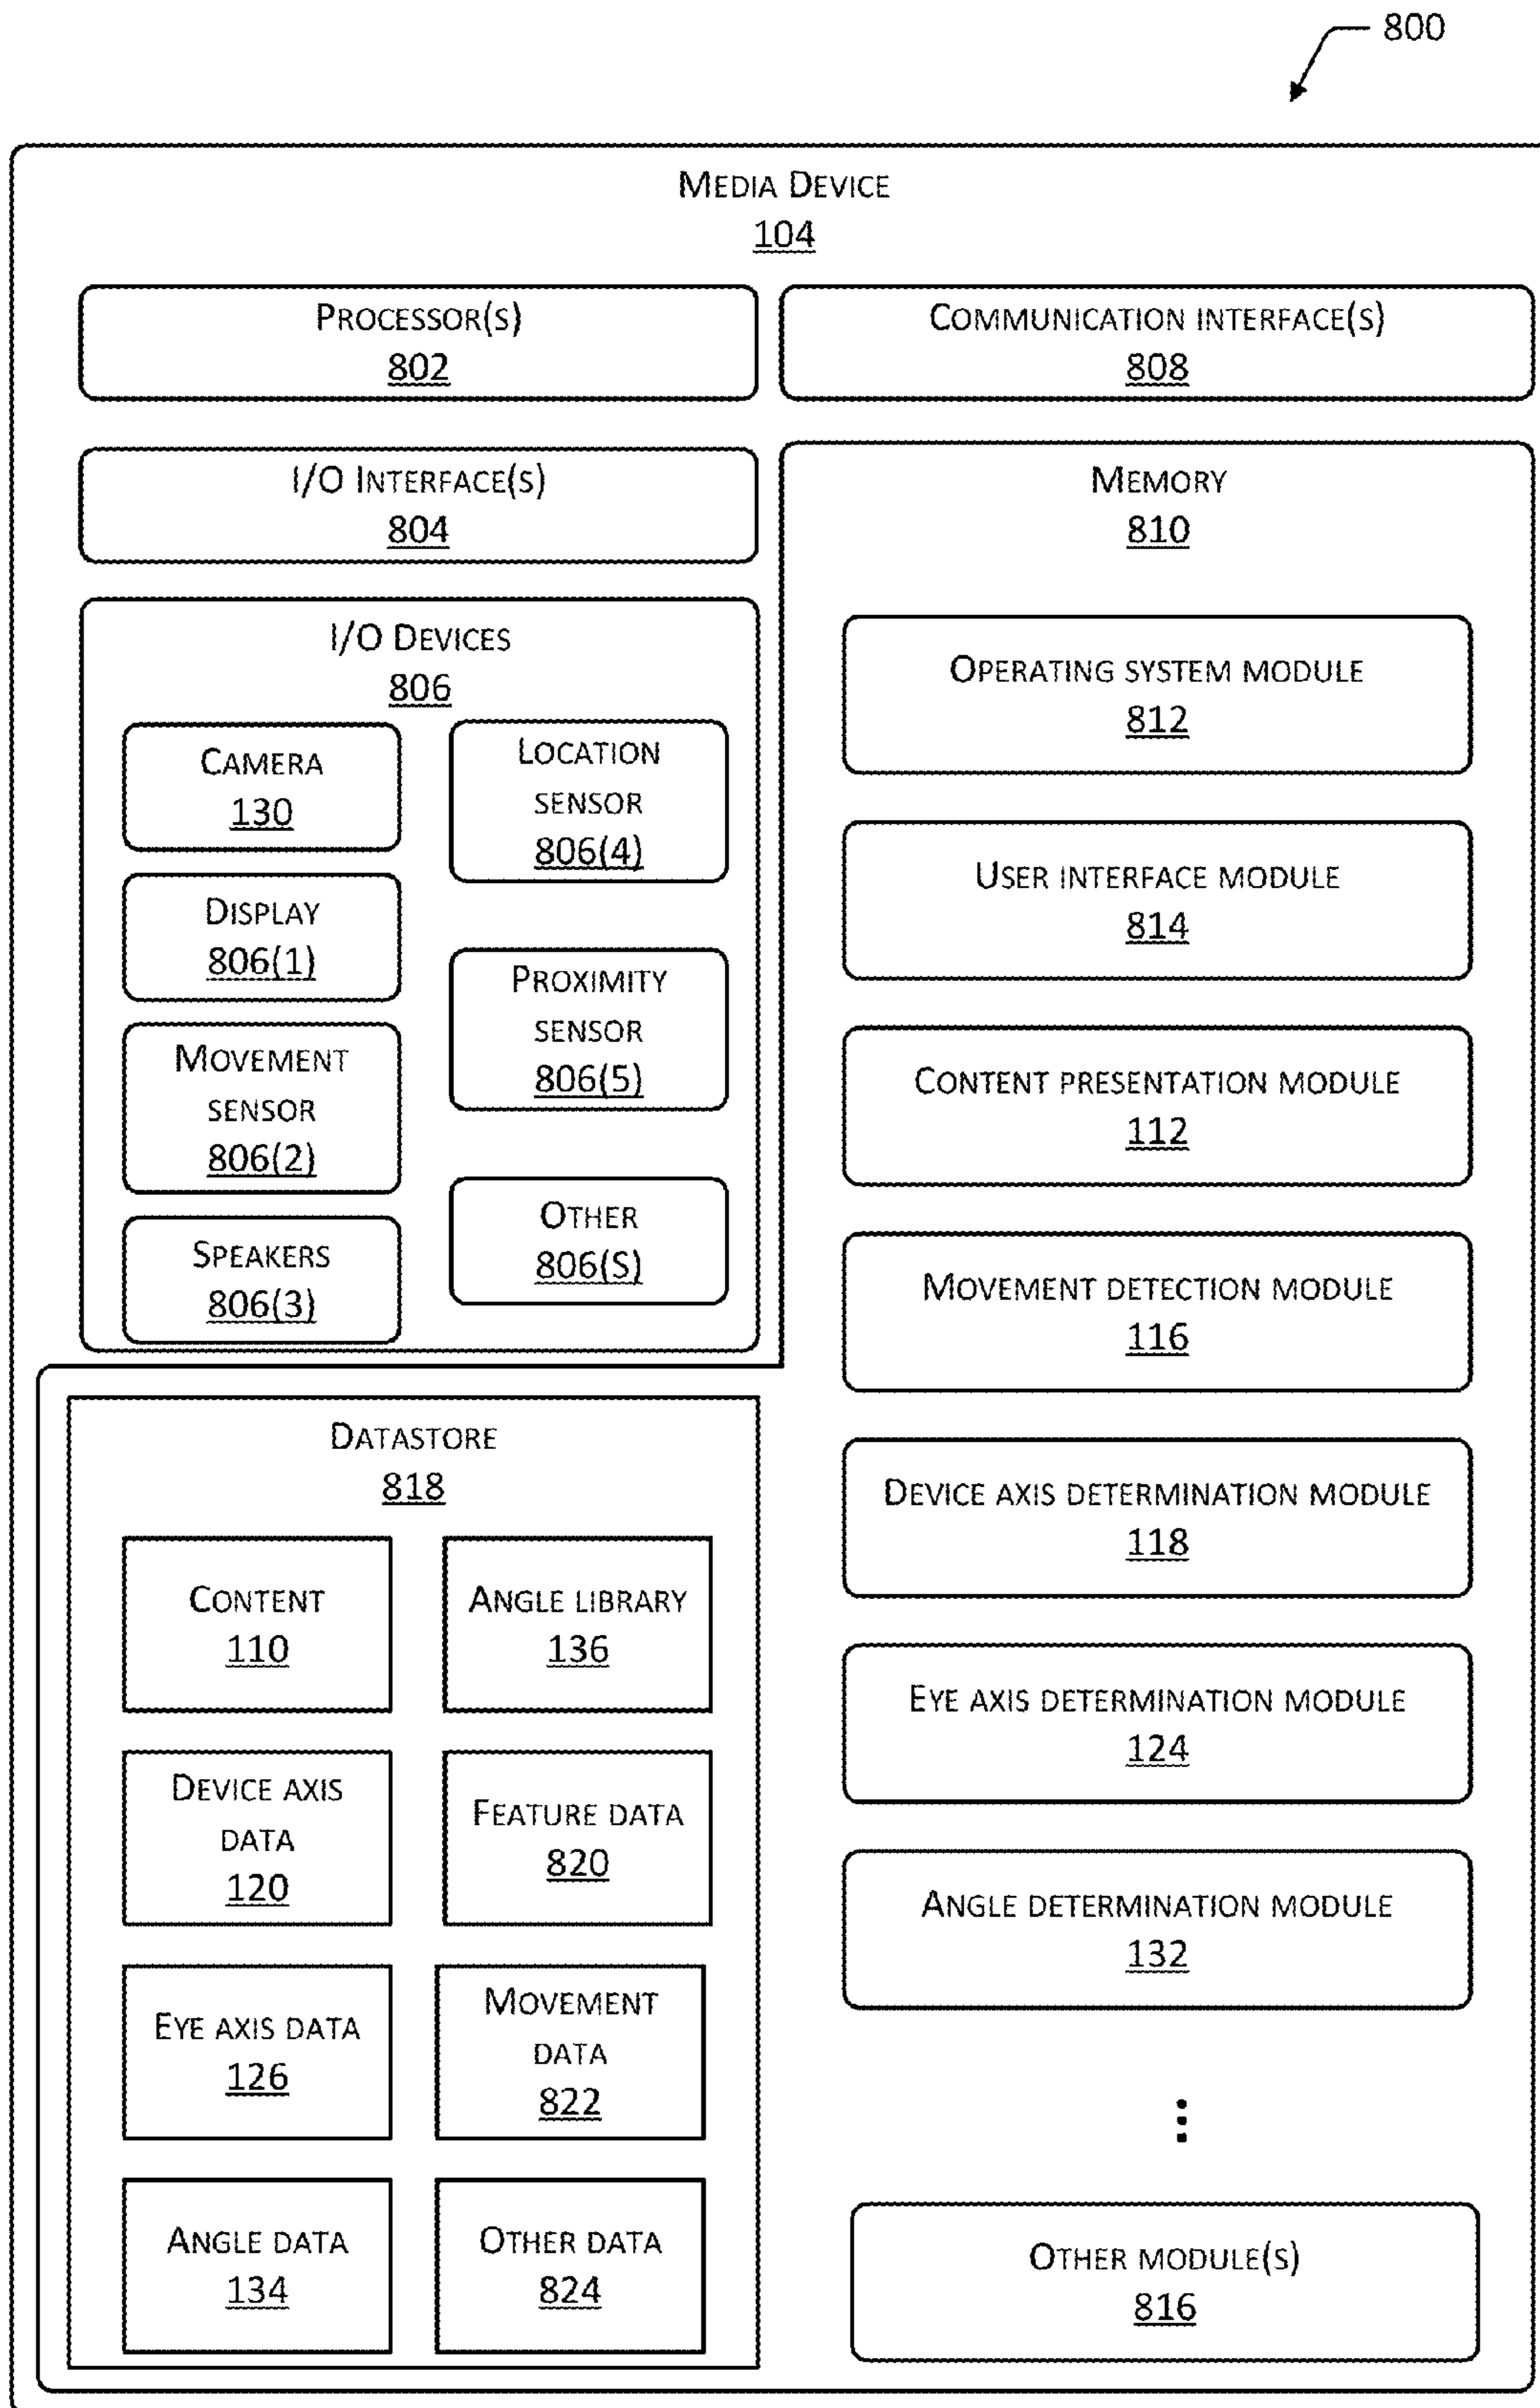 800
Media Device
104
Processor(s)
802
Communication interface(s)
808
I/O Interface(s)
804
I/O Devices
806
Camera
130
Display
806(1)
Movement
sensor
806(2)
Speakers
806(3)
Location
sensor
806(4)
Proximity
sensor
806(5)
Other
806(S)
Memory
810
Operating system module
812
User interface module
814
Content presentation module
112
Movement detection module
116
Device axis determination module
118
Eye axis determination module
124
Angle determination module
132
Other module(s)
816
Datastore
818
Content
110
Angle library
136
Device axis
data
120
Feature data
820
Eye axis data
126
Movement
data
822
Angle data
134
Other data
824